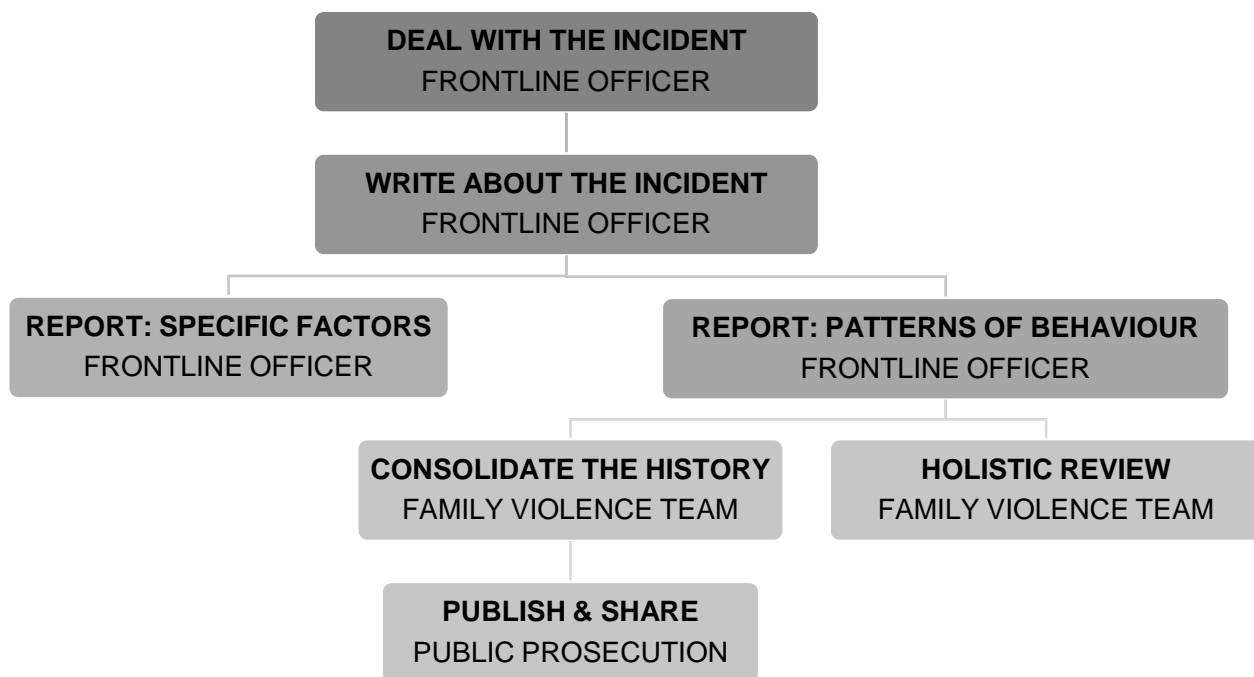 DEAL WITH THE INCIDENT
FRONTLINE OFFICER
WRITE ABOUT THE INCIDENT
FRONTLINE OFFICER
REPORT: SPECIFIC FACTORS
FRONTLINE OFFICER
REPORT: PATTERNS OF BEHAVIOUR
FRONTLINE OFFICER
CONSOLIDATE THE HISTORY
FAMILY VIOLENCE TEAM
HOLISTIC REVIEW
FAMILY VIOLENCE TEAM
PUBLISH & SHARE
PUBLIC PROSECUTION